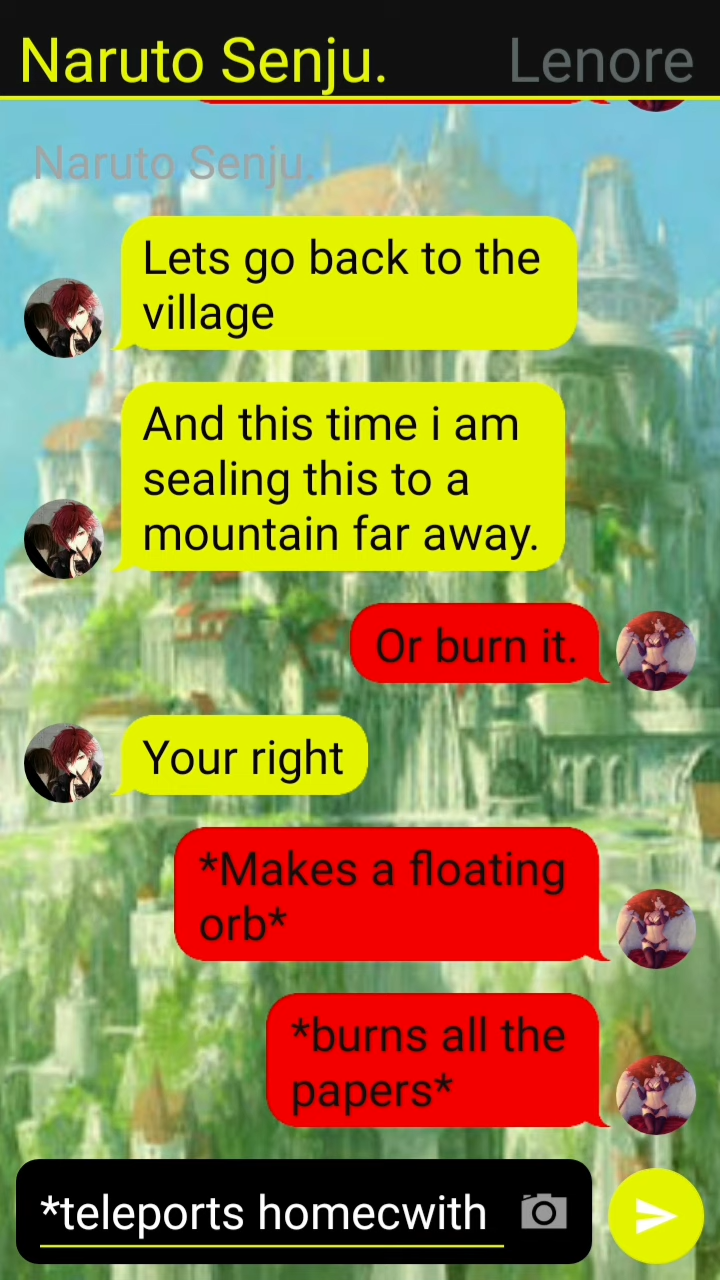 Naruto Senju. Lenore
Naruto Senju.
Lets go back to the
village
And this time i am
sealing this to a
mountain far away.
Or burn it.
Your right
*Makes a floating
orb*
*burns all the
papers*
*teleports homecwith